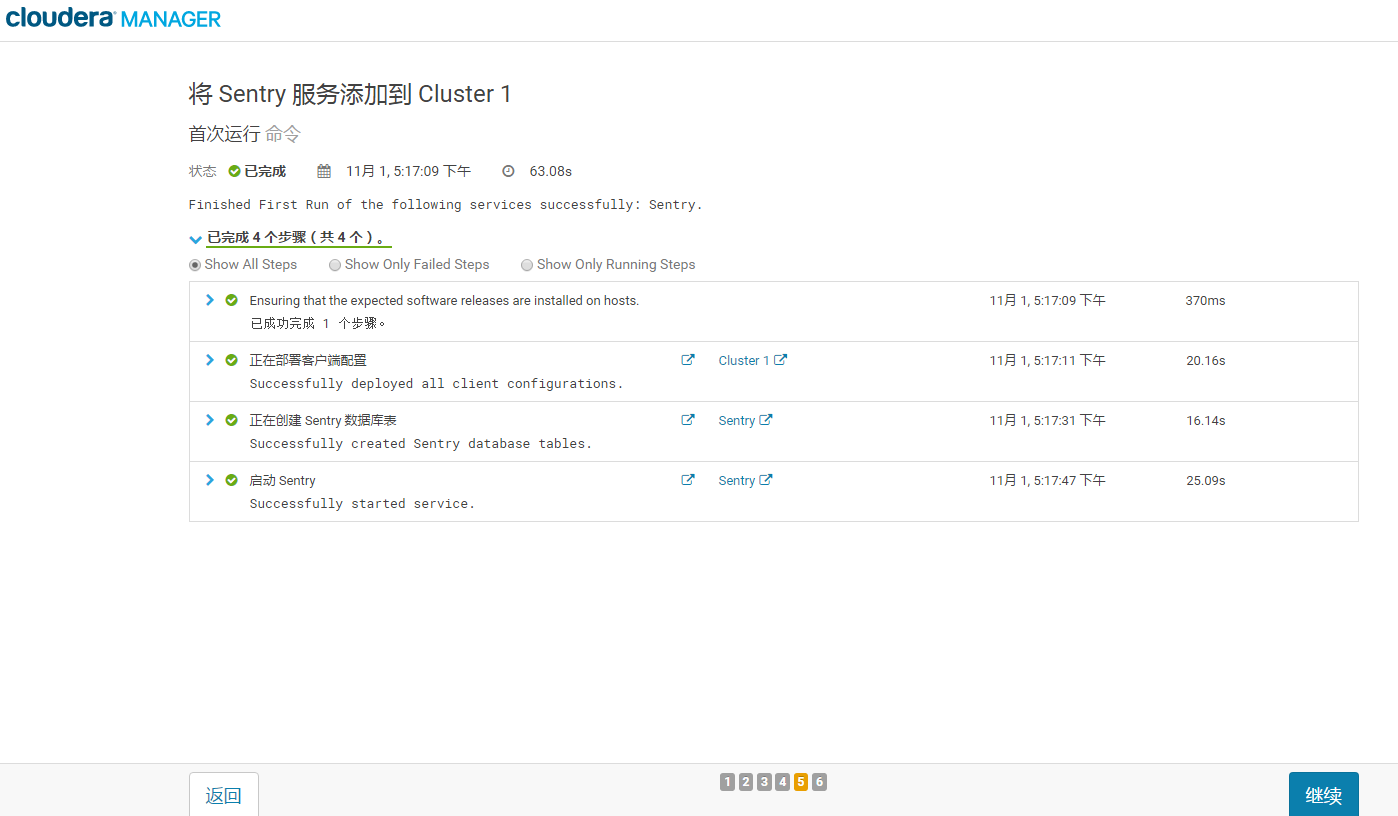 cloudera MANAGER
将 Sentry 服务添加到 Cluster 1
首次运行 命令
状态 已完成 11月 1, 5:17:09 下午 63.08s
Finished First Run of the following services successfully: Sentry.
已完成 4 个步骤（共 4 个）。
Show All Steps Show Only Failed Steps Show Only Running Steps
Ensuring that the expected software releases are installed on hosts. 11月 1, 5:17:09 下午 370ms
已成功完成 1 个步骤。
正在部署客户端配置 Cluster 1 11月 1, 5:17:11 下午 20.16s
Successfully deployed all client configurations.
正在创建 Sentry 数据库表 Sentry 11月 1, 5:17:31 下午 16.14s
Successfully created Sentry database tables.
启动 Sentry Sentry 11月 1, 5:17:47 下午 25.09s
Successfully started service.
返回 1 2 3 4 5 6 继续